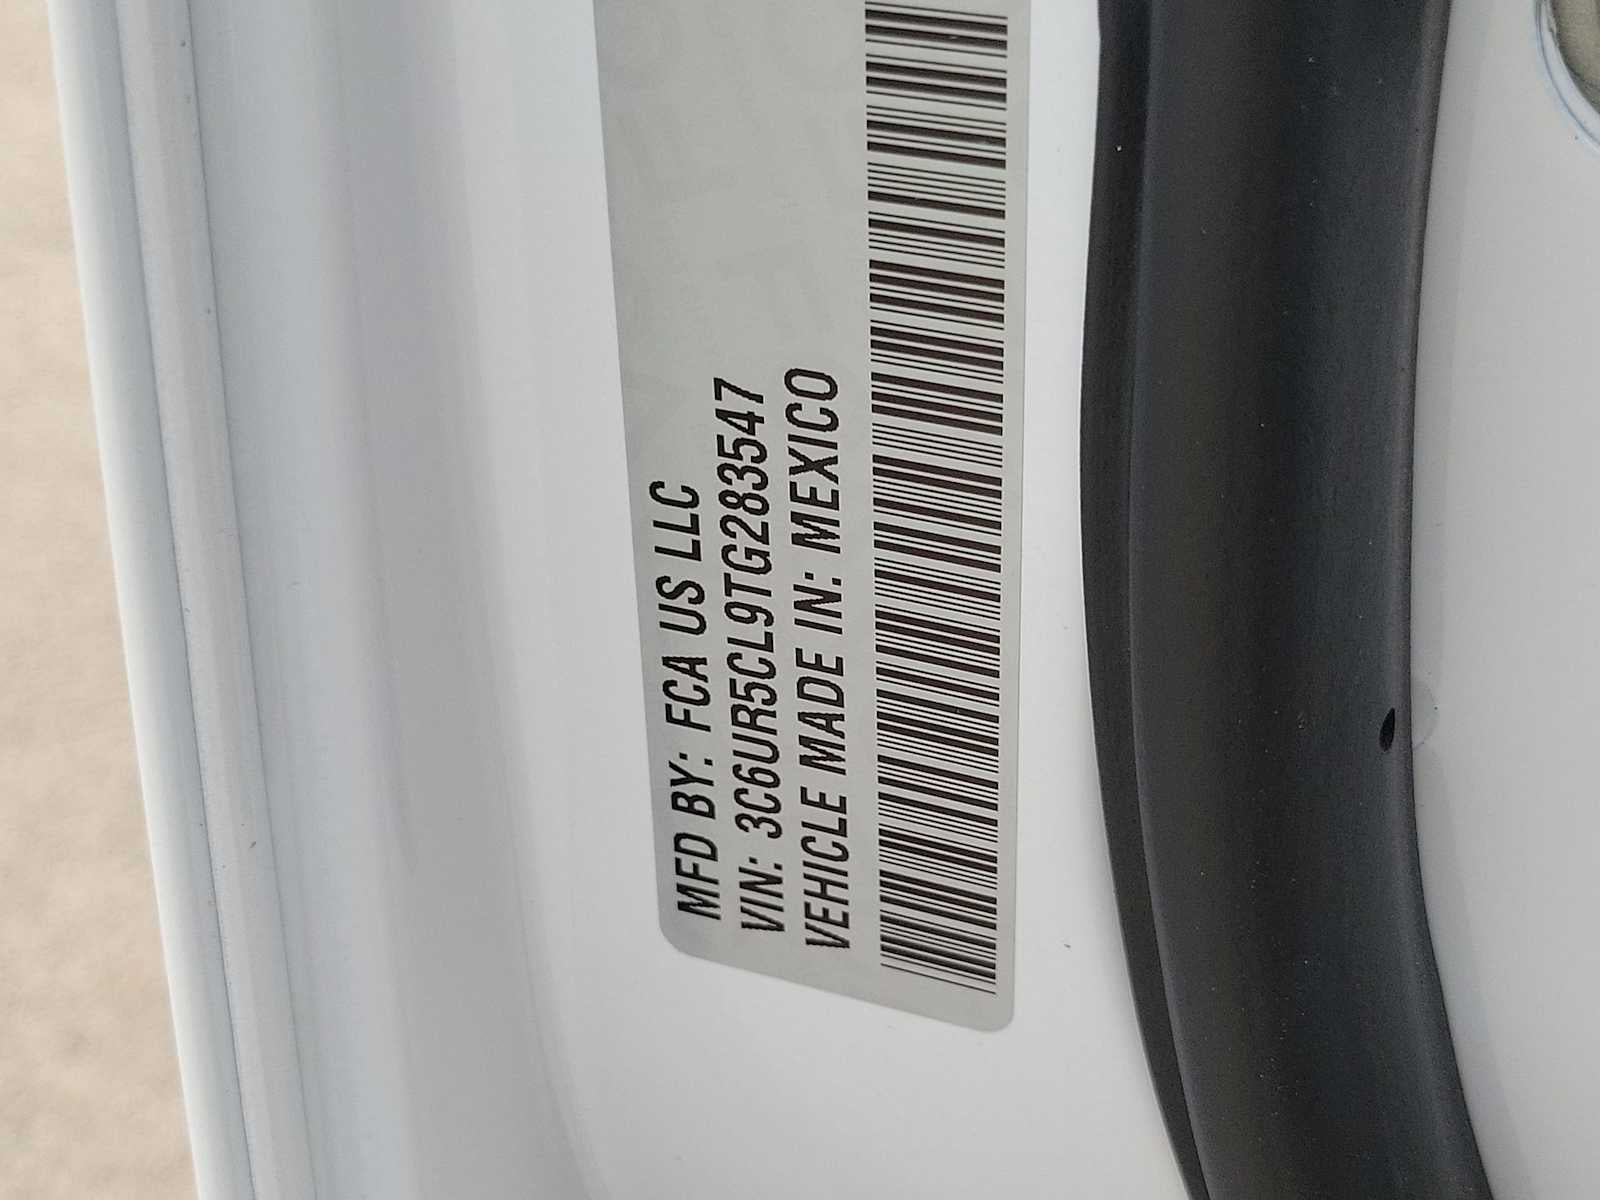 MFD BY: FCA US LLC
VIN: 3C6UR5CL9TG283547
VEHICLE MADE IN: MEXICO